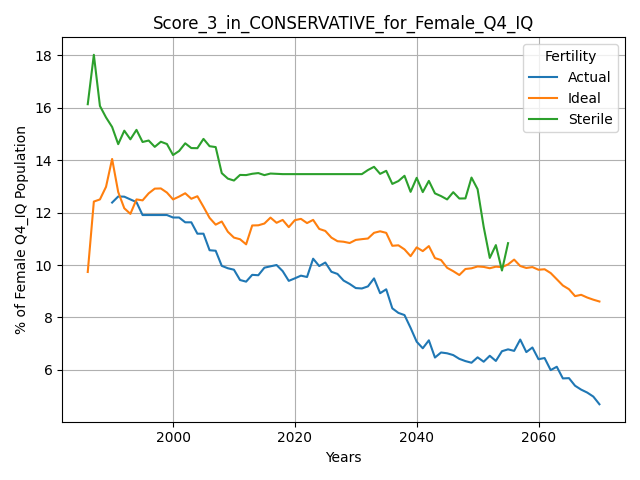 Score_3_in_CONSERVATIVE_for_Female_Q4_IQ
% of Female Q4_IQ Population
18
16
14
12
10
8
6
Fertility
Actual
Ideal
Sterile
2000
2020
2040
2060
Years